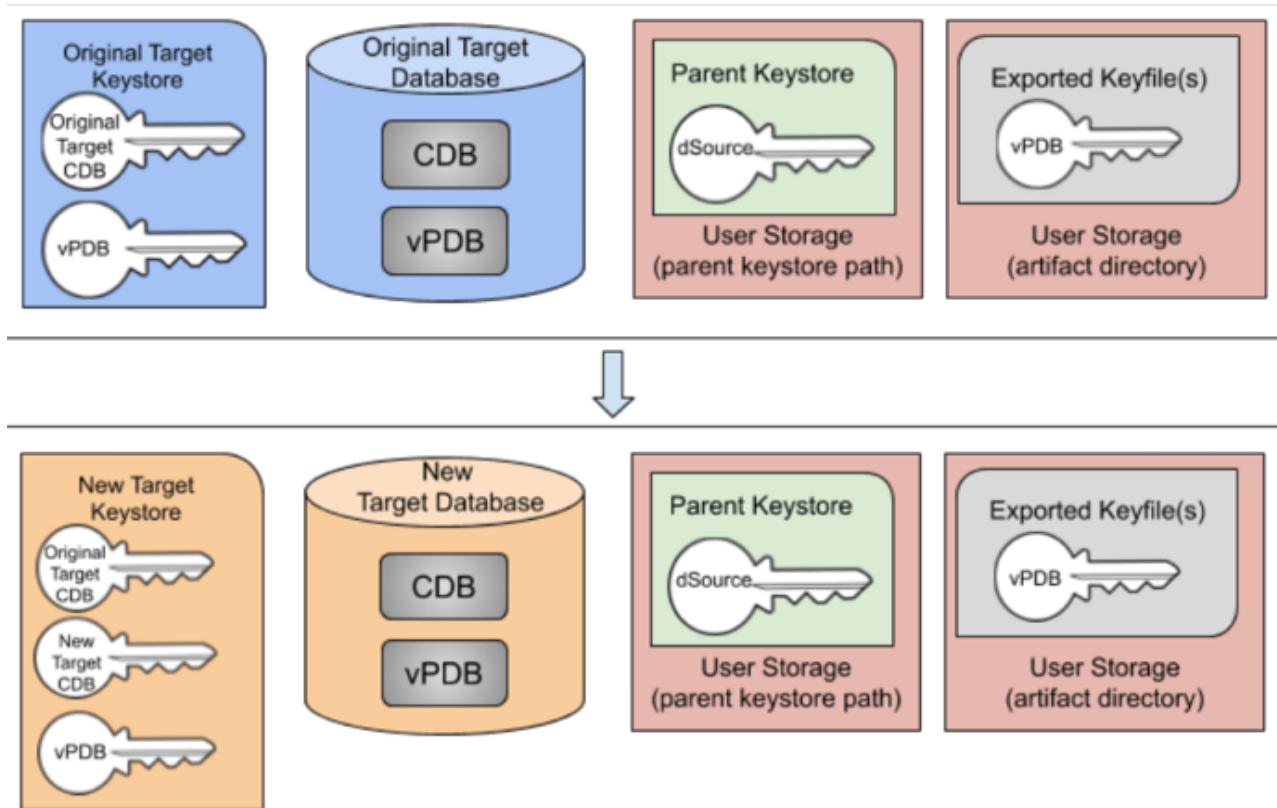 Original Target
Keystore
Original
Target
CDB
vPDB
Original Target
Database
CDB
vPDB
Parent Keystore
dSource
User Storage
(parent keystore path)
Exported Keyfile(s)
vPDB
User Storage
(artifact directory)
New Target
Keystore
Original
Target
CDB
New
Target
CDB
vPDB
New
Target Database
CDB
vPDB
Parent Keystore
dSource
User Storage
(parent keystore path)
Exported Keyfile(s)
vPDB
User Storage
(artifact directory)